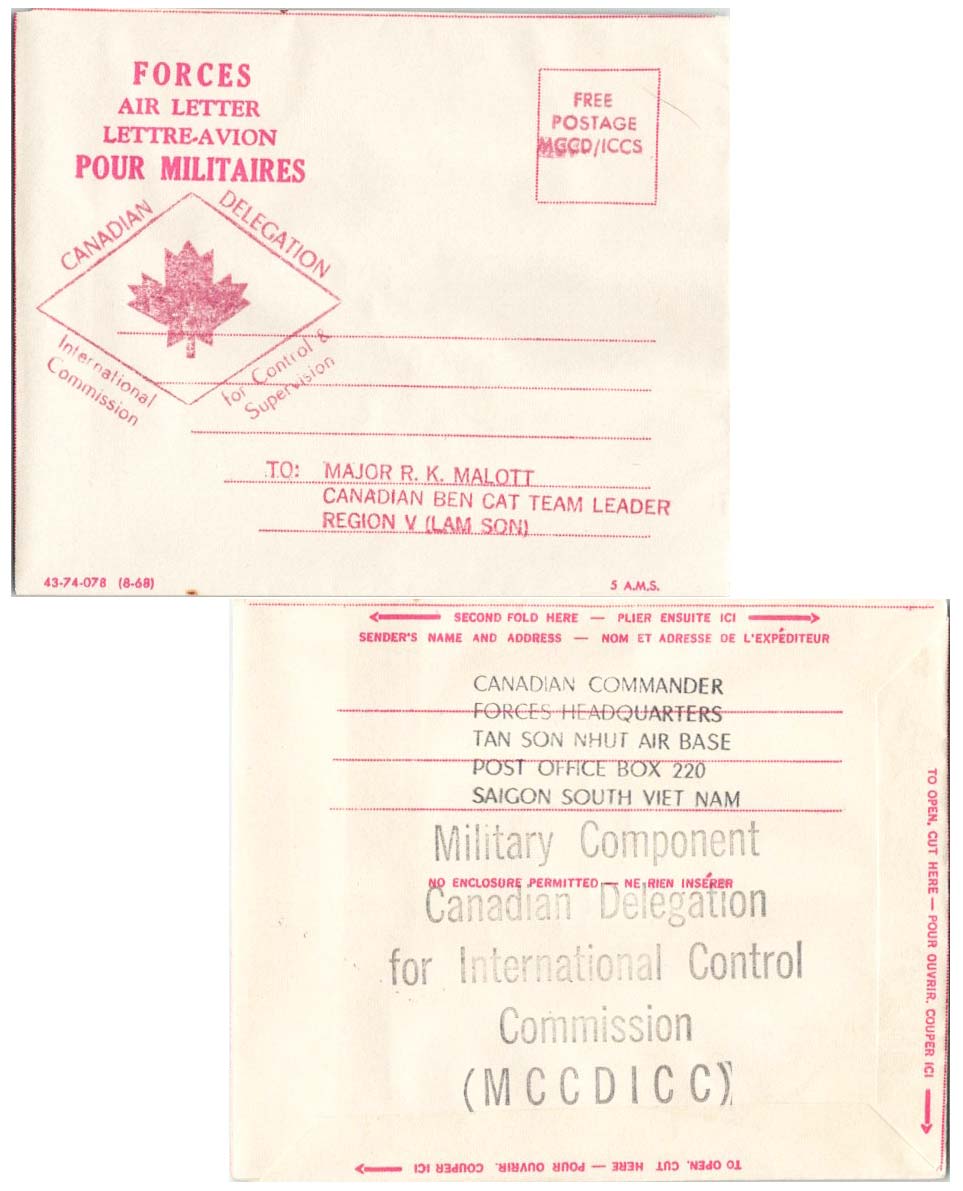 FORCES
AIR LETTER
LETTRE-AVION
POUR MILITAIRES
FREE
POSTAGE
MGCD/ICCS
CANADIAN DELEGATION
International
Commission
for Control &
Supervision
TO: MAJOR R. K. MALOTT
CANADIAN BEN CAT TEAM LEADER
REGION V (LAM SON)
43-74-078 (8-68)
5 A.M.S.
SECOND FOLD HERE — PLIER ENSUITE ICI
SENDER'S NAME AND ADDRESS — NOM ET ADRESSE DE L'EXPÉDITEUR
CANADIAN COMMANDER
FORCES HEADQUARTERS
TAN SON NHUT AIR BASE
POST OFFICE BOX 220
SAIGON SOUTH VIET NAM
Military Component
NO ENCLOSURE PERMITTED — NE RIEN INSÉRER
Canadian Delegation
for International Control
Commission
(MCCDICC)
TO OPEN, CUT HERE — POUR OUVRIR, COUPER ICI
TO OPEN, CUT HERE — POUR OUVRIR, COUPER ICI